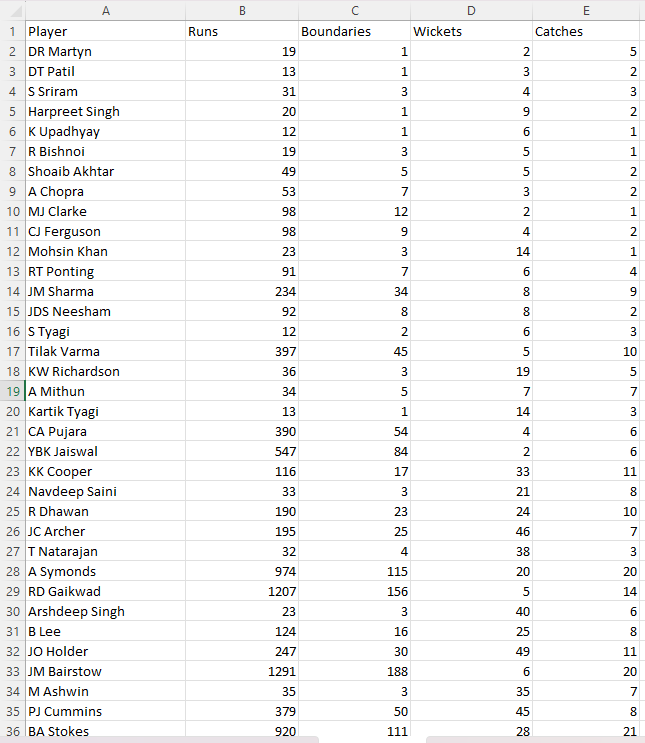 A B C D E
1 Player Runs Boundaries Wickets Catches
2 DR Martyn 19 1 2 5
3 DT Patil 13 1 3 2
4 S Sriram 31 3 4 3
5 Harpreet Singh 20 1 9 2
6 K Upadhyay 12 1 6 1
7 R Bishnoi 19 3 5 1
8 Shoaib Akhtar 49 5 5 2
9 A Chopra 53 7 3 2
10 MJ Clarke 98 12 2 1
11 CJ Ferguson 98 9 4 2
12 Mohsin Khan 23 3 14 1
13 RT Ponting 91 7 6 4
14 JM Sharma 234 34 8 9
15 JDS Neesham 92 8 8 2
16 S Tyagi 12 2 6 3
17 Tilak Varma 397 45 5 10
18 KW Richardson 36 3 19 5
19 A Mithun 34 5 7 7
20 Kartik Tyagi 13 1 14 3
21 CA Pujara 390 54 4 6
22 YBK Jaiswal 547 84 2 6
23 KK Cooper 116 17 33 11
24 Navdeep Saini 33 3 21 8
25 R Dhawan 190 23 24 10
26 JC Archer 195 25 46 7
27 T Natarajan 32 4 38 3
28 A Symonds 974 115 20 20
29 RD Gaikwad 1207 156 5 14
30 Arshdeep Singh 23 3 40 6
31 B Lee 124 16 25 8
32 JO Holder 247 30 49 11
33 JM Bairstow 1291 188 6 20
34 M Ashwin 35 3 35 7
35 PJ Cummins 379 50 45 8
36 BA Stokes 920 111 28 21